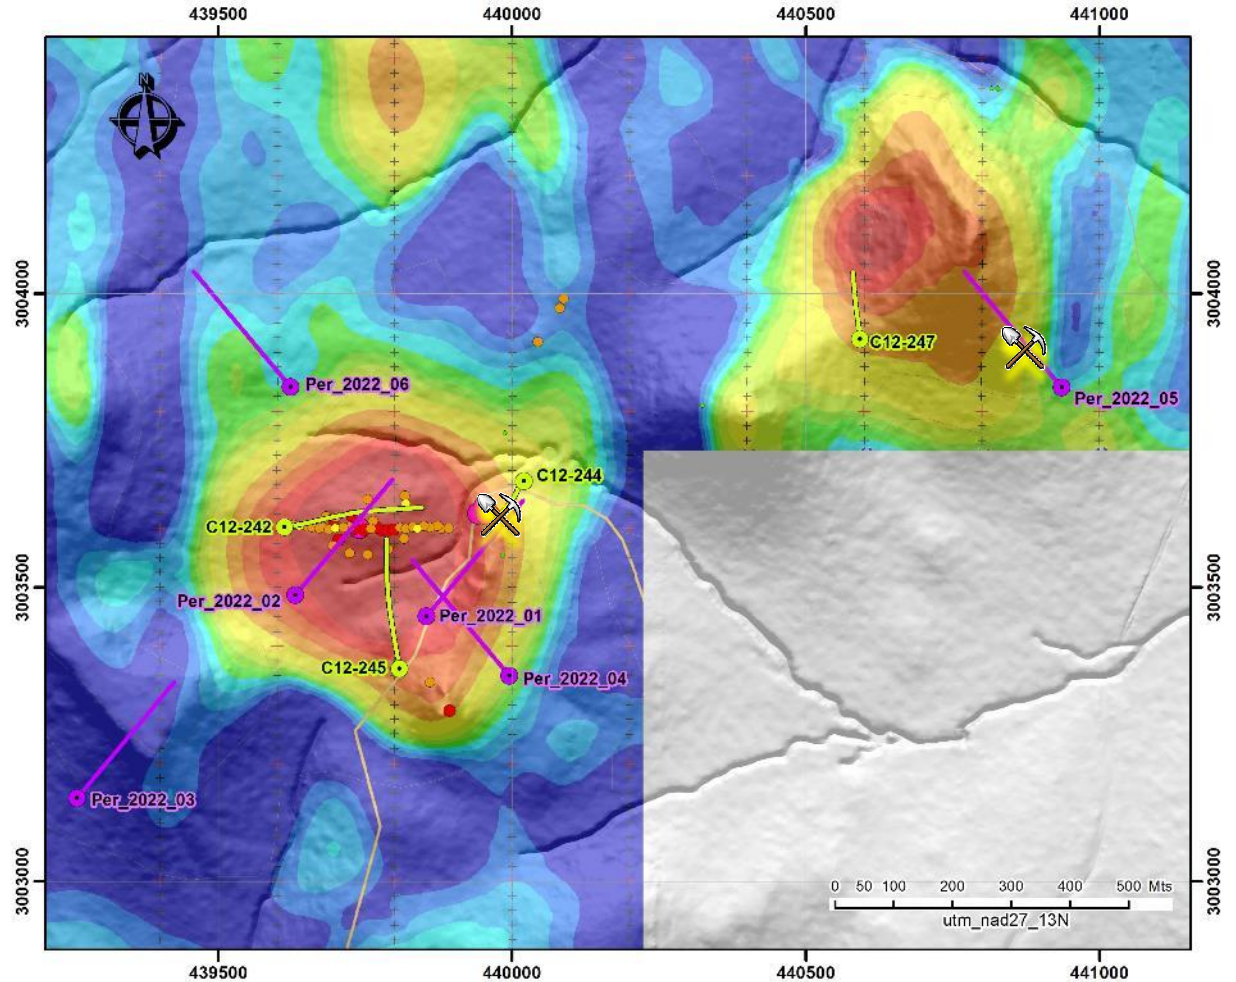 439500 440000 440500 441000
N
3004000 3004000
C12-247
Per_2022_06
Per_2022_05
C12-244
C12-242
3003500 3003500
Per_2022_02
Per_2022_01
C12-245
Per_2022_04
Per_2022_03
3003000 3003000
0 50 100 200 300 400 500 Mts
utm_nad27_13N
439500 440000 440500 441000